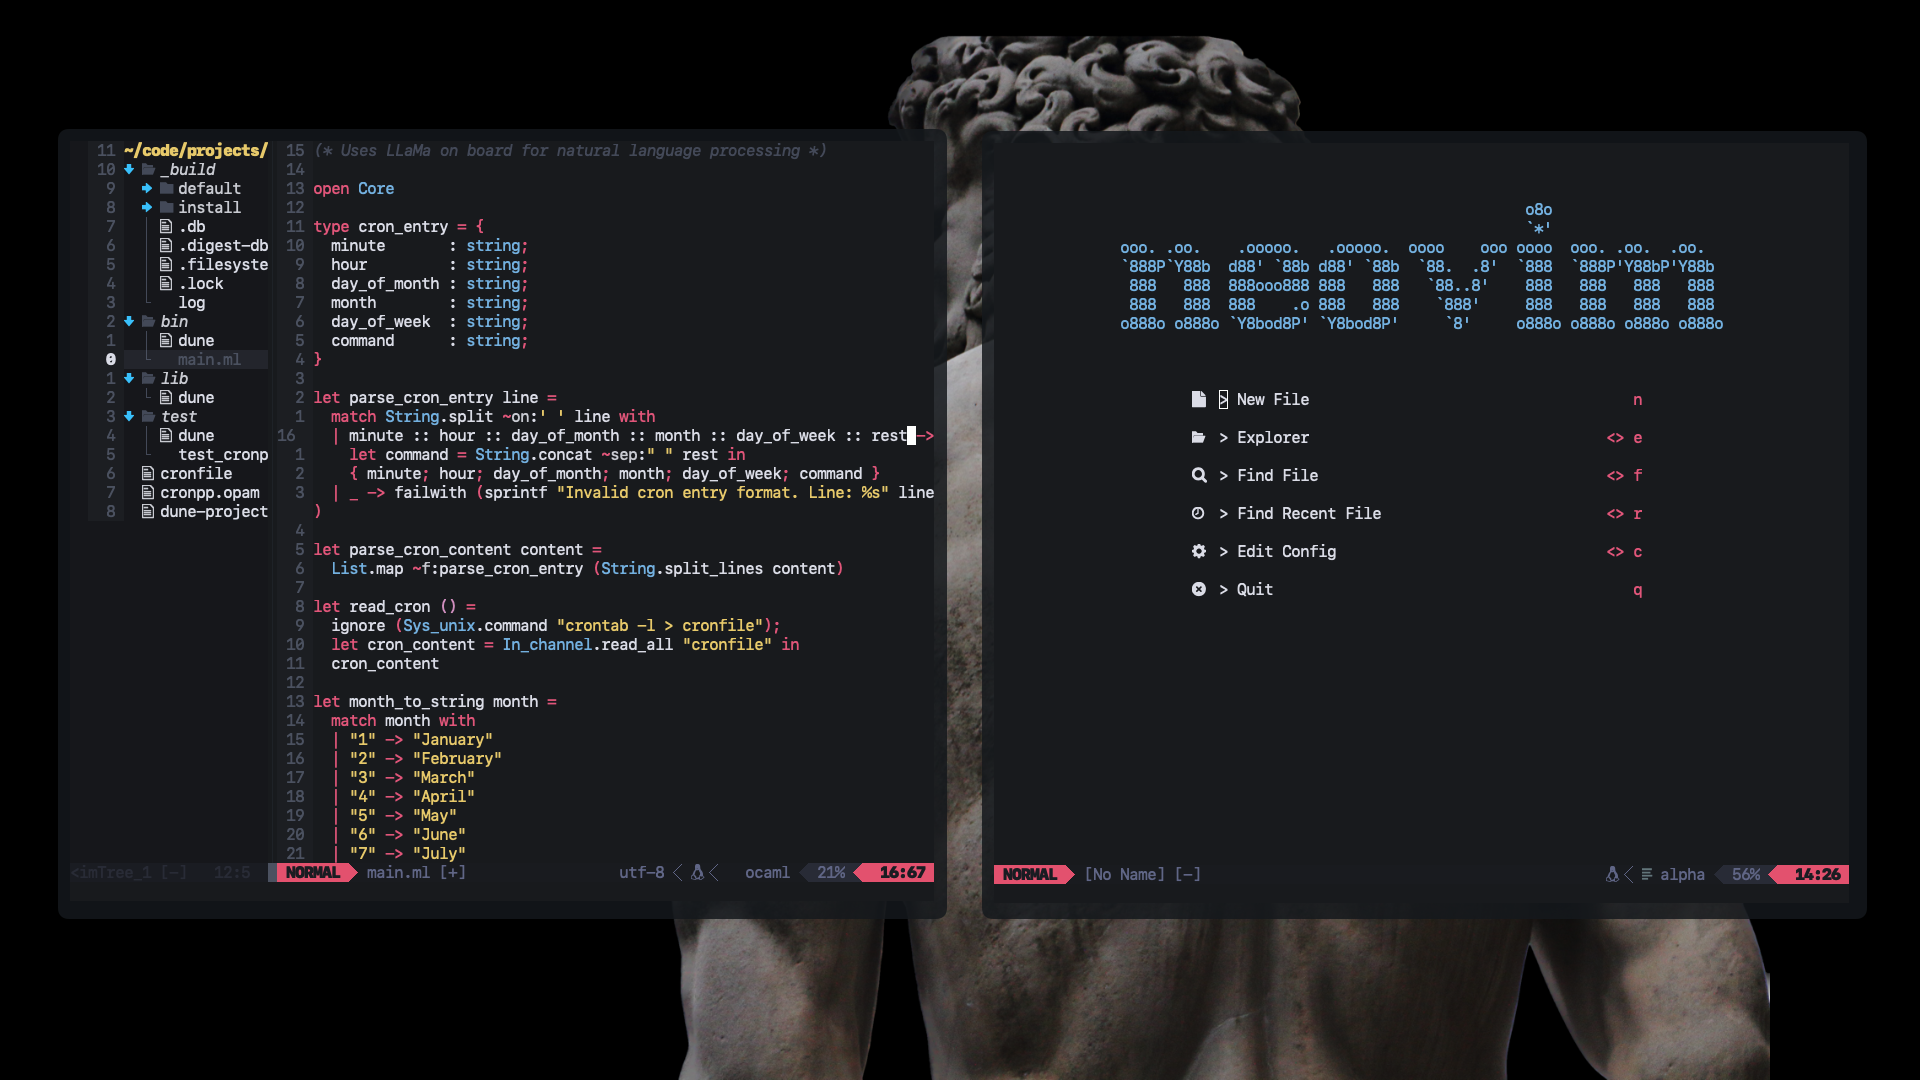 11 ~/code/projects/
10 _build
9 default
8 install
7 .db
6 .digest-db
5 .filesyste
4 .lock
3 log
2 bin
1 dune
0 main.ml
1 lib
2 dune
3 test
4 dune
5 test_cronp
6 cronfile
7 cronpp.opam
8 dune-project
<imTree_1 [-] 12:5
15 (* Uses LLaMa on board for natural language processing *)
14
13 open Core
12
11 type cron_entry = {
10 minute : string;
9 hour : string;
8 day_of_month : string;
7 month : string;
6 day_of_week : string;
5 command : string;
4 }
3
2 let parse_cron_entry line =
1 match String.split ~on:' ' line with
16 | minute :: hour :: day_of_month :: month :: day_of_week :: rest ->
1 let command = String.concat ~sep:" " rest in
2 { minute; hour; day_of_month; month; day_of_week; command }
3 | _ -> failwith (sprintf "Invalid cron entry format. Line: %s" line
)
4
5 let parse_cron_content content =
6 List.map ~f:parse_cron_entry (String.split_lines content)
7
8 let read_cron () =
9 ignore (Sys_unix.command "crontab -l > cronfile");
10 let cron_content = In_channel.read_all "cronfile" in
11 cron_content
12
13 let month_to_string month =
14 match month with
15 | "1" -> "January"
16 | "2" -> "February"
17 | "3" -> "March"
18 | "4" -> "April"
19 | "5" -> "May"
20 | "6" -> "June"
21 | "7" -> "July"
NORMAL main.ml [+] utf-8 ocaml 21% 16:67
o8o
`*'
ooo. .oo.    .ooooo.   .ooooo.  oooo    ooo oooo  ooo. .oo.  .oo.
`888P`Y88b  d88' `88b d88' `88b  `88.  .8'  `888  `888P'Y88bP'Y88b
888   888  888ooo888 888   888   `88..8'    888   888   888   888
888   888  888    .o 888   888    `888'     888   888   888   888
o888o o888o `Y8bod8P' `Y8bod8P'     `8'     o888o o888o o888o o888o
> New File n
> Explorer <> e
> Find File <> f
> Find Recent File <> r
> Edit Config <> c
> Quit q
NORMAL [No Name] [-] alpha 56% 14:26